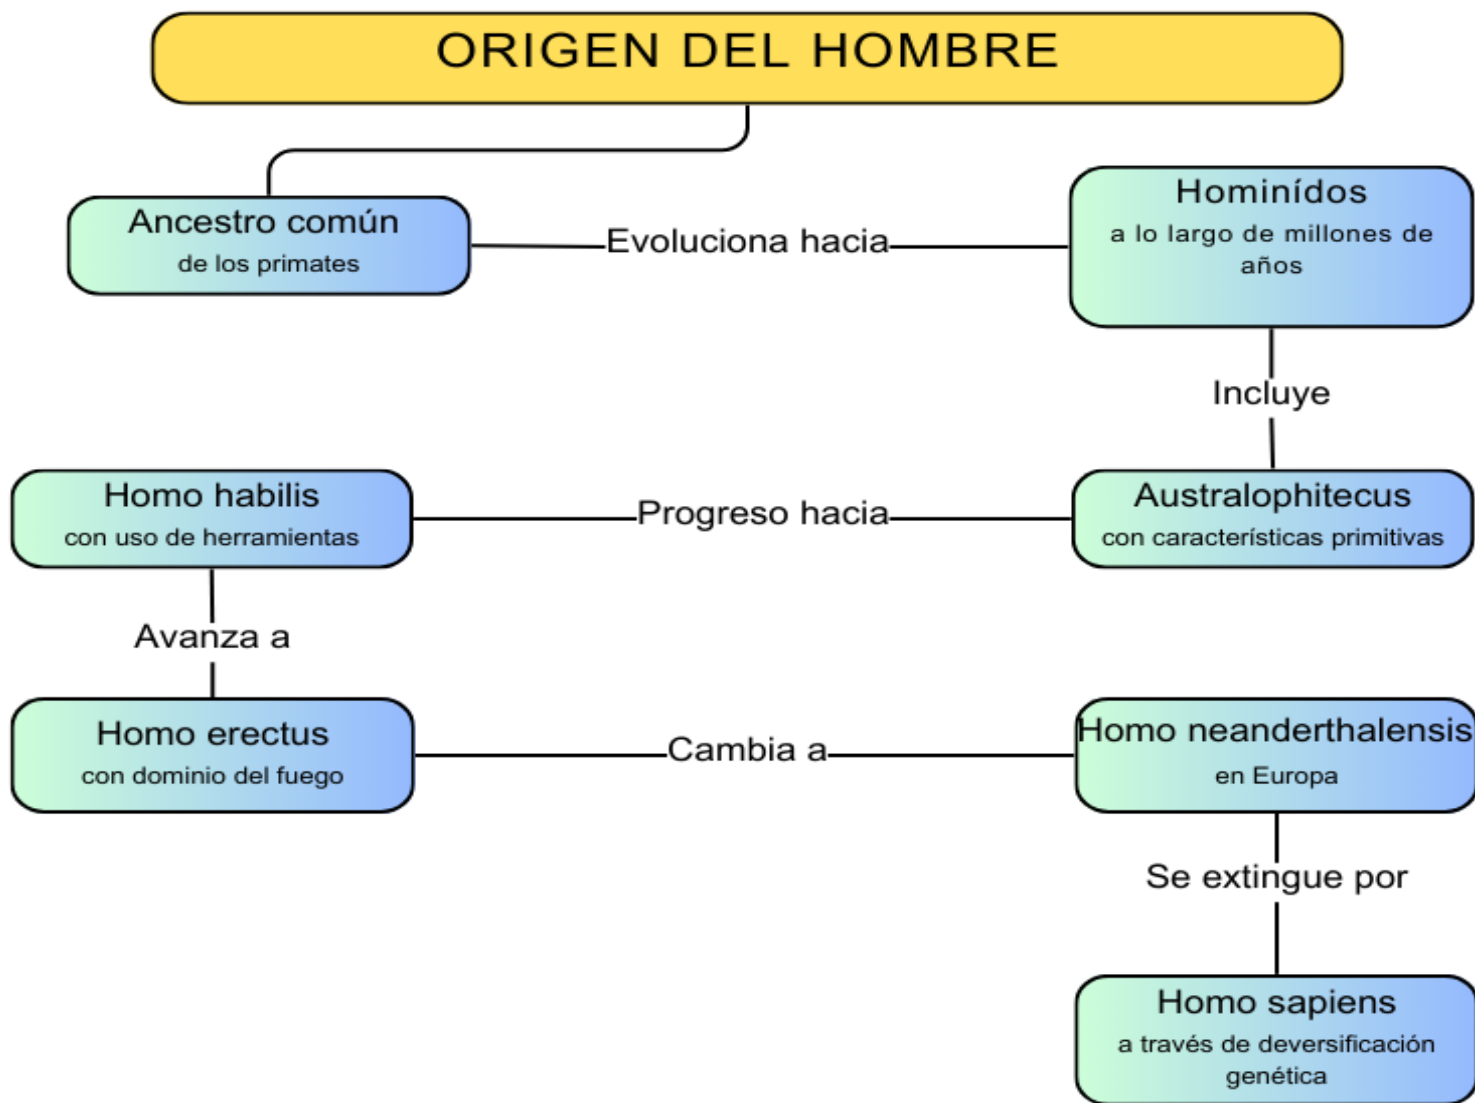 ORIGEN DEL HOMBRE
Ancestro común
de los primates
Evoluciona hacia
Hominídos
a lo largo de millones de
años
Incluye
Australophitecus
con características primitivas
Progreso hacia
Homo habilis
con uso de herramientas
Avanza a
Homo erectus
con dominio del fuego
Cambia a
Homo neanderthalensis
en Europa
Se extingue por
Homo sapiens
a través de deversificación
genética